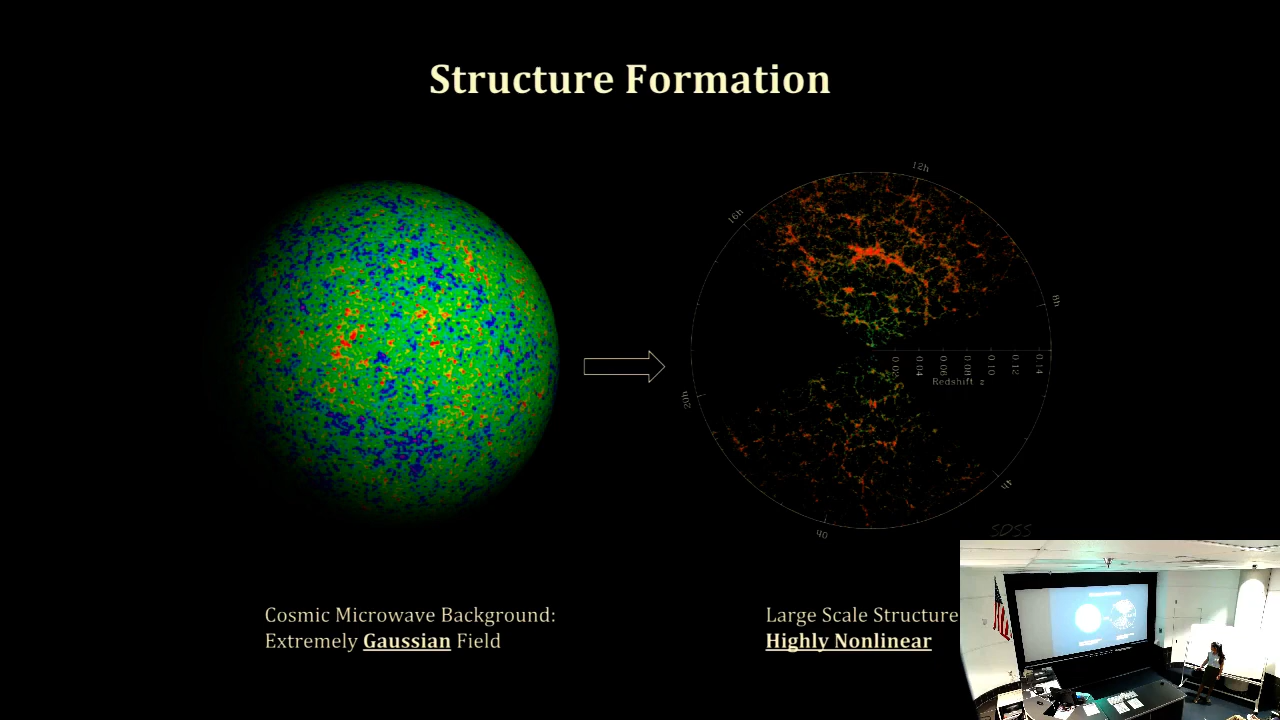 Structure Formation
12h
16h
8h
0.02
0.04
0.06
0.08
0.10
0.12
0.14
Redshift z
20h
4h
0h
SDSS
Cosmic Microwave Background:
Extremely Gaussian Field
Large Scale Structure
Highly Nonlinear